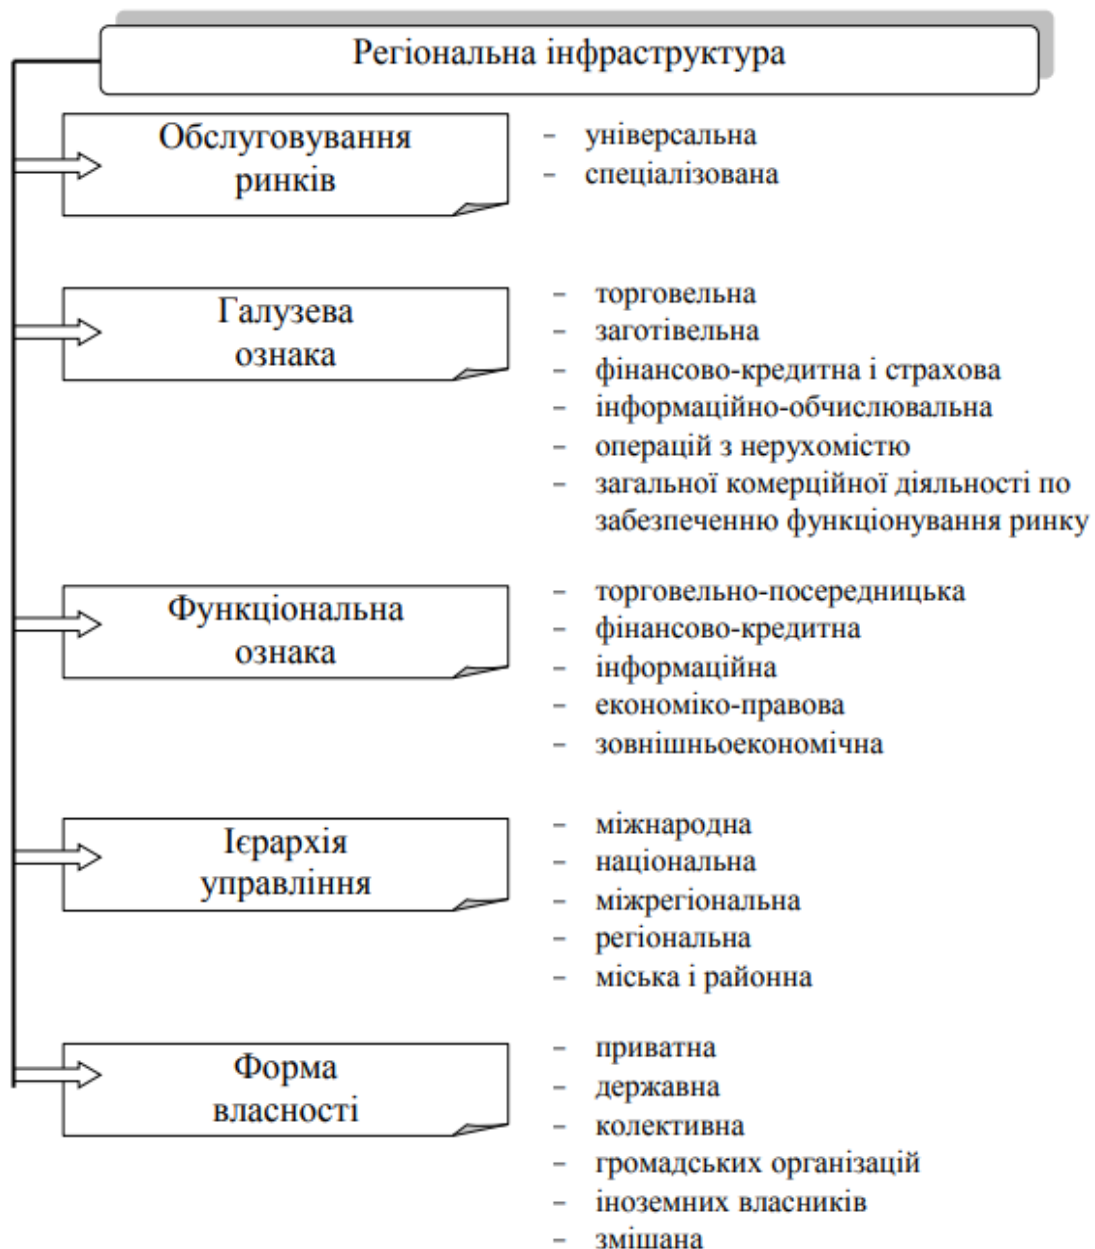 Регіональна інфраструктура
Обслуговування
ринків
– універсальна
– спеціалізована
Галузева
ознака
– торговельна
– заготівельна
– фінансово-кредитна і страхова
– інформаційно-обчислювальна
– операцій з нерухомістю
– загальної комерційної діяльності по
забезпеченню функціонування ринку
Функціональна
ознака
– торговельно-посередницька
– фінансово-кредитна
– інформаційна
– економіко-правова
– зовнішньоекономічна
Ієрархія
управління
– міжнародна
– національна
– міжрегіональна
– регіональна
– міська і районна
Форма
власності
– приватна
– державна
– колективна
– громадських організацій
– іноземних власників
– змішана